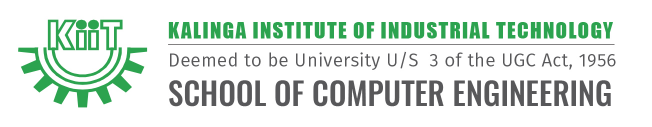 KiiT
KALINGA INSTITUTE OF INDUSTRIAL TECHNOLOGY
Deemed to be University U/S 3 of the UGC Act, 1956
SCHOOL OF COMPUTER ENGINEERING